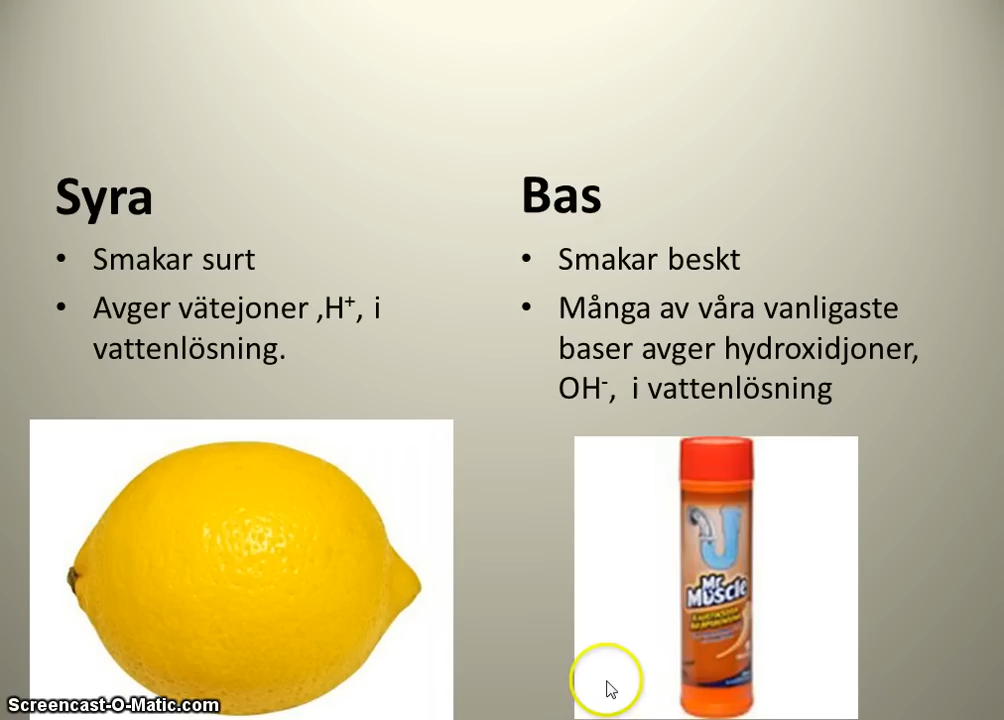 Syra
• Smakar surt
• Avger vätejoner ,H⁺, i
vattenlösning.
Bas
• Smakar beskt
• Många av våra vanligaste
baser avger hydroxidjoner,
OH⁻, i vattenlösning
Mr
Muscle
Screencast-O-Matic.com